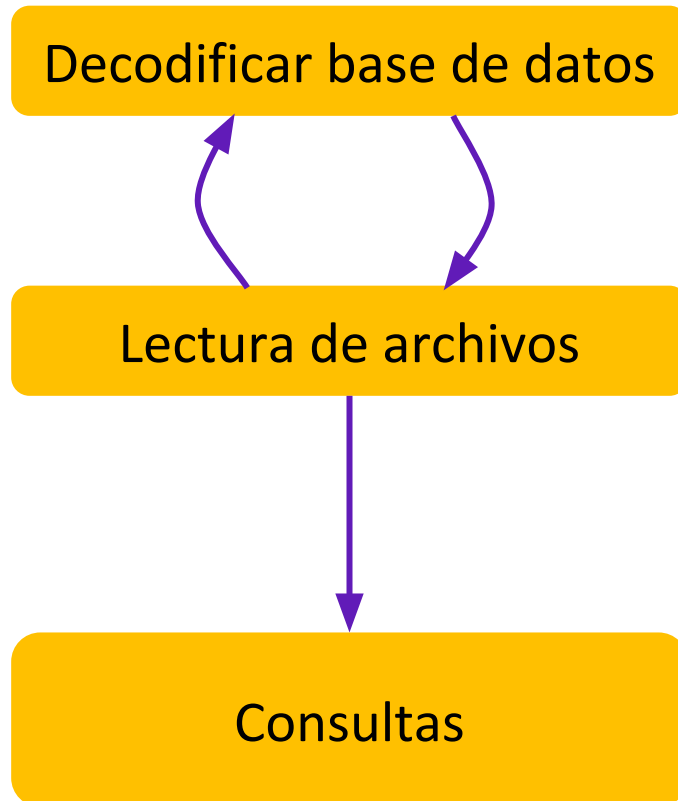 Decodificar base de datos
Lectura de archivos
Consultas